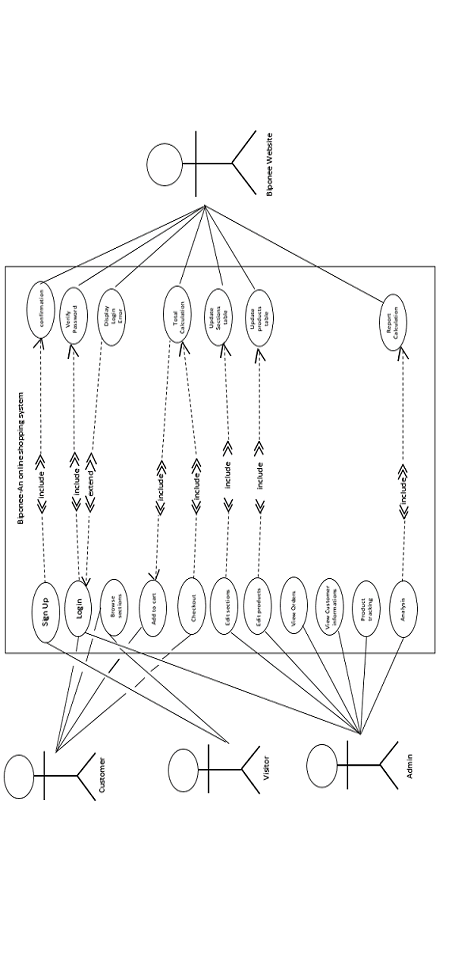 Biponee-An online shopping system
Sign Up
Login
Browse
sections
Add to cart
Checkout
Edit sections
Edit products
View Orders
View Customer
informations
Product
tracking
Analysis
<<include>>
<<include>>
<<extend>>
<<include>>
<<include>>
<<include>>
<<include>>
<<include>>
confirmation
Verify
Password
Display
Login
Error
Total
Calculation
Update
Sections
table
Update
products
table
Report
Calculation
Customer
Visitor
Admin
Biponee Website